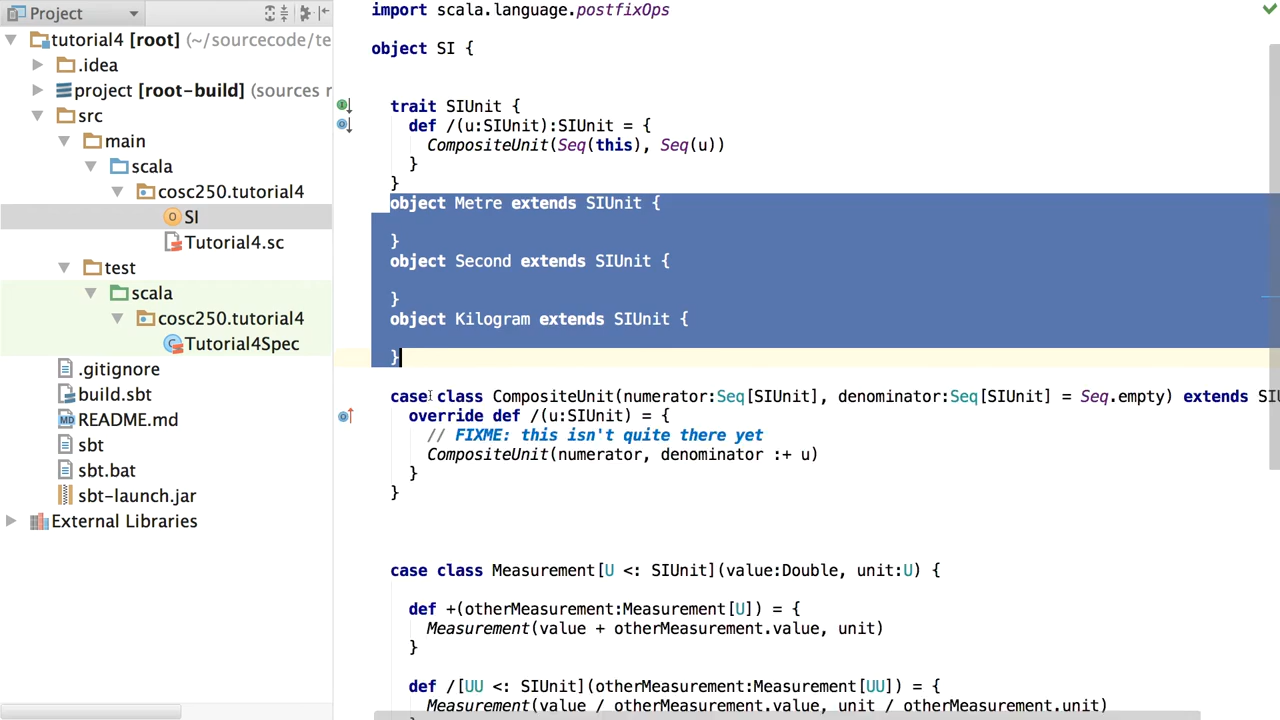 Project
tutorial4 [root] (~/sourcecode/te
.idea
project [root-build] (sources r
src
main
scala
cosc250.tutorial4
SI
Tutorial4.sc
test
scala
cosc250.tutorial4
Tutorial4Spec
.gitignore
build.sbt
README.md
sbt
sbt.bat
sbt-launch.jar
External Libraries
import scala.language.postfixOps
object SI {
trait SIUnit {
def /(u:SIUnit):SIUnit = {
CompositeUnit(Seq(this), Seq(u))
}
}
object Metre extends SIUnit {
}
object Second extends SIUnit {
}
object Kilogram extends SIUnit {
}
case class CompositeUnit(numerator:Seq[SIUnit], denominator:Seq[SIUnit] = Seq.empty) extends SI
override def /(u:SIUnit) = {
// FIXME: this isn't quite there yet
CompositeUnit(numerator, denominator :+ u)
}
}
case class Measurement[U <: SIUnit](value:Double, unit:U) {
def +(otherMeasurement:Measurement[U]) = {
Measurement(value + otherMeasurement.value, unit)
}
def /[UU <: SIUnit](otherMeasurement:Measurement[UU]) = {
Measurement(value / otherMeasurement.value, unit / otherMeasurement.unit)